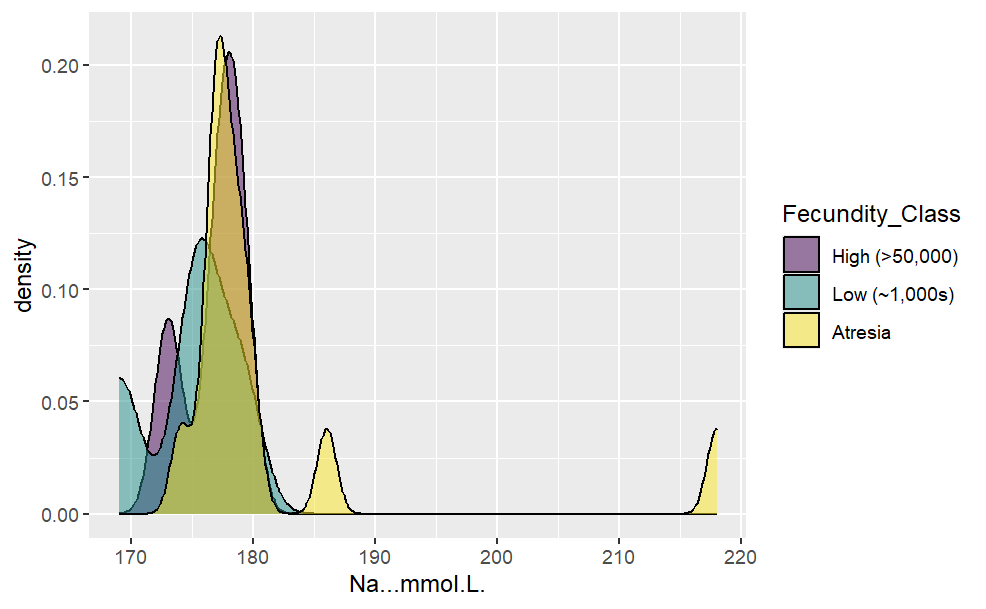 0.20
0.15
0.10
0.05
0.00
density
170
180
190
200
210
220
Na...mmol.L.
Fecundity_Class
High (>50,000)
Low (~1,000s)
Atresia